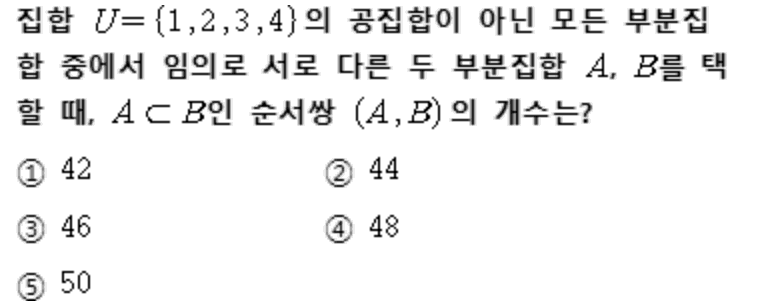 집합 U={1,2,3,4}의 공집합이 아닌 모든 부분집
합 중에서 임의로 서로 다른 두 부분집합 A, B를 택
할 때, A⊂B인 순서쌍 (A,B)의 개수는?
① 42 ② 44
③ 46 ④ 48
⑤ 50